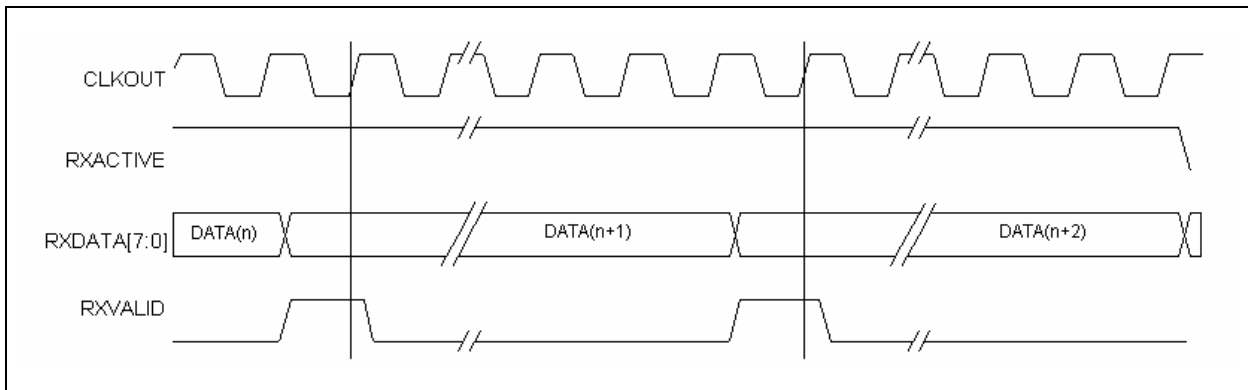 CLKOUT
RXACTIVE
RXDATA[7:0]
DATA(n)
DATA(n+1)
DATA(n+2)
RXVALID